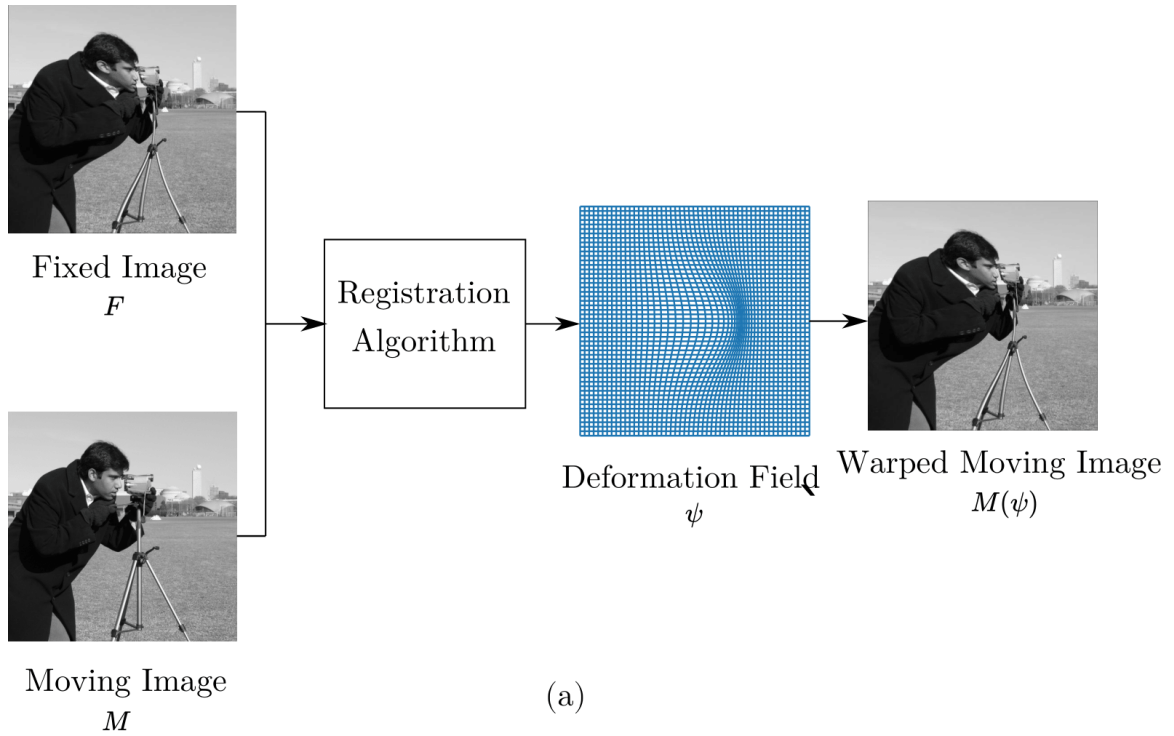 Fixed Image
F
Registration
Algorithm
Deformation Field
ψ
Warped Moving Image
M(ψ)
Moving Image
M
(a)